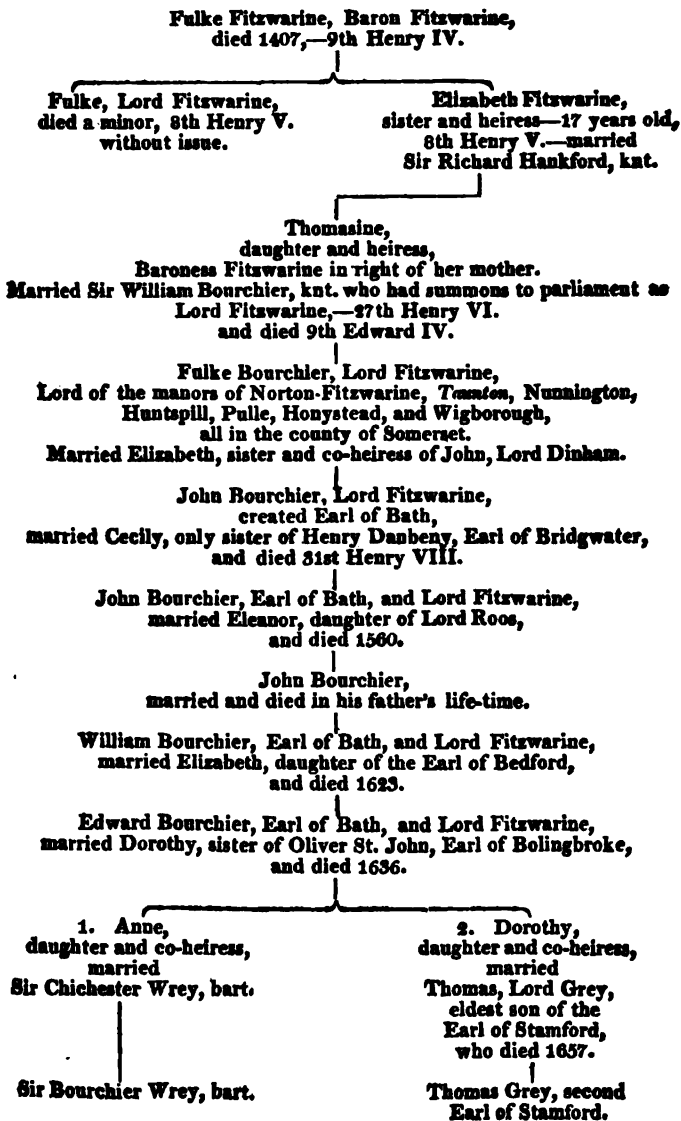 Fulke Fitzwarine, Baron Fitzwarine,
died 1407,—9th Henry IV.
Fulke, Lord Fitzwarine,
died a minor, 8th Henry V.
without issue.
Elizabeth Fitzwarine,
sister and heiress—17 years old,
8th Henry V.—married
Sir Richard Hankford, knt.
Thomasine,
daughter and heiress,
Baroness Fitzwarine in right of her mother.
Married Sir William Bourchier, knt. who had summons to parliament as
Lord Fitzwarine,—27th Henry VI.
and died 9th Edward IV.
Fulke Bourchier, Lord Fitzwarine,
Lord of the manors of Norton-Fitzwarine, Taunton, Nunnington,
Huntspill, Pulle, Honystead, and Wigborough,
all in the county of Somerset.
Married Elizabeth, sister and co-heiress of John, Lord Dinham.
John Bourchier, Lord Fitzwarine,
created Earl of Bath,
married Cecily, only sister of Henry Danbeny, Earl of Bridgwater,
and died 31st Henry VIII.
John Bourchier, Earl of Bath, and Lord Fitzwarine,
married Eleanor, daughter of Lord Roos,
and died 1560.
John Bourchier,
married and died in his father's life-time.
William Bourchier, Earl of Bath, and Lord Fitzwarine,
married Elizabeth, daughter of the Earl of Bedford,
and died 1623.
Edward Bourchier, Earl of Bath, and Lord Fitzwarine,
married Dorothy, sister of Oliver St. John, Earl of Bolingbroke,
and died 1636.
1. Anne,
daughter and co-heiress,
married
Sir Chichester Wrey, bart.
Sir Bourchier Wrey, bart.
2. Dorothy,
daughter and co-heiress,
married
Thomas, Lord Grey,
eldest son of the
Earl of Stamford,
who died 1657.
Thomas Grey, second
Earl of Stamford.